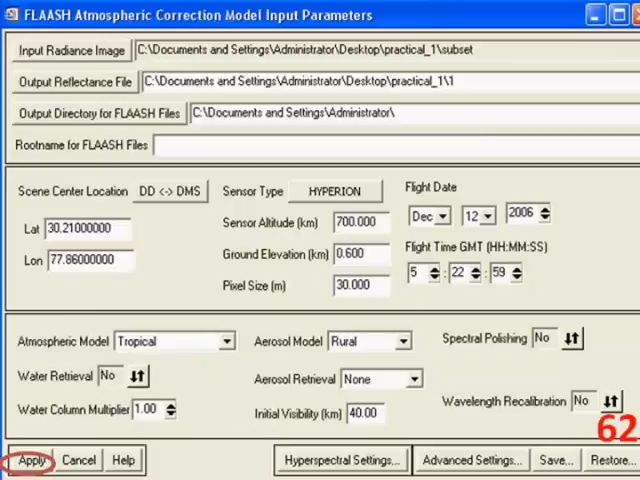 FLAASH Atmospheric Correction Model Input Parameters
Input Radiance Image C:\Documents and Settings\Administrator\Desktop\practical_1\subset
Output Reflectance File C:\Documents and Settings\Administrator\Desktop\practical_1\1
Output Directory for FLAASH Files C:\Documents and Settings\Administrator\
Rootname for FLAASH Files
Scene Center Location DD <-> DMS Sensor Type HYPERION Flight Date
Lat 30.21000000 Sensor Altitude (km) 700.000 Dec 12 2006
Lon 77.86000000 Ground Elevation (km) 0.600 Flight Time GMT (HH:MM:SS)
Pixel Size (m) 30.000 5 : 22 : 59
Atmospheric Model Tropical Aerosol Model Rural Spectral Polishing No
Water Retrieval No Aerosol Retrieval None
Water Column Multiplier 1.00 Initial Visibility (km) 40.00 Wavelength Recalibration No
62
Apply Cancel Help Hyperspectral Settings... Advanced Settings... Save... Restore...